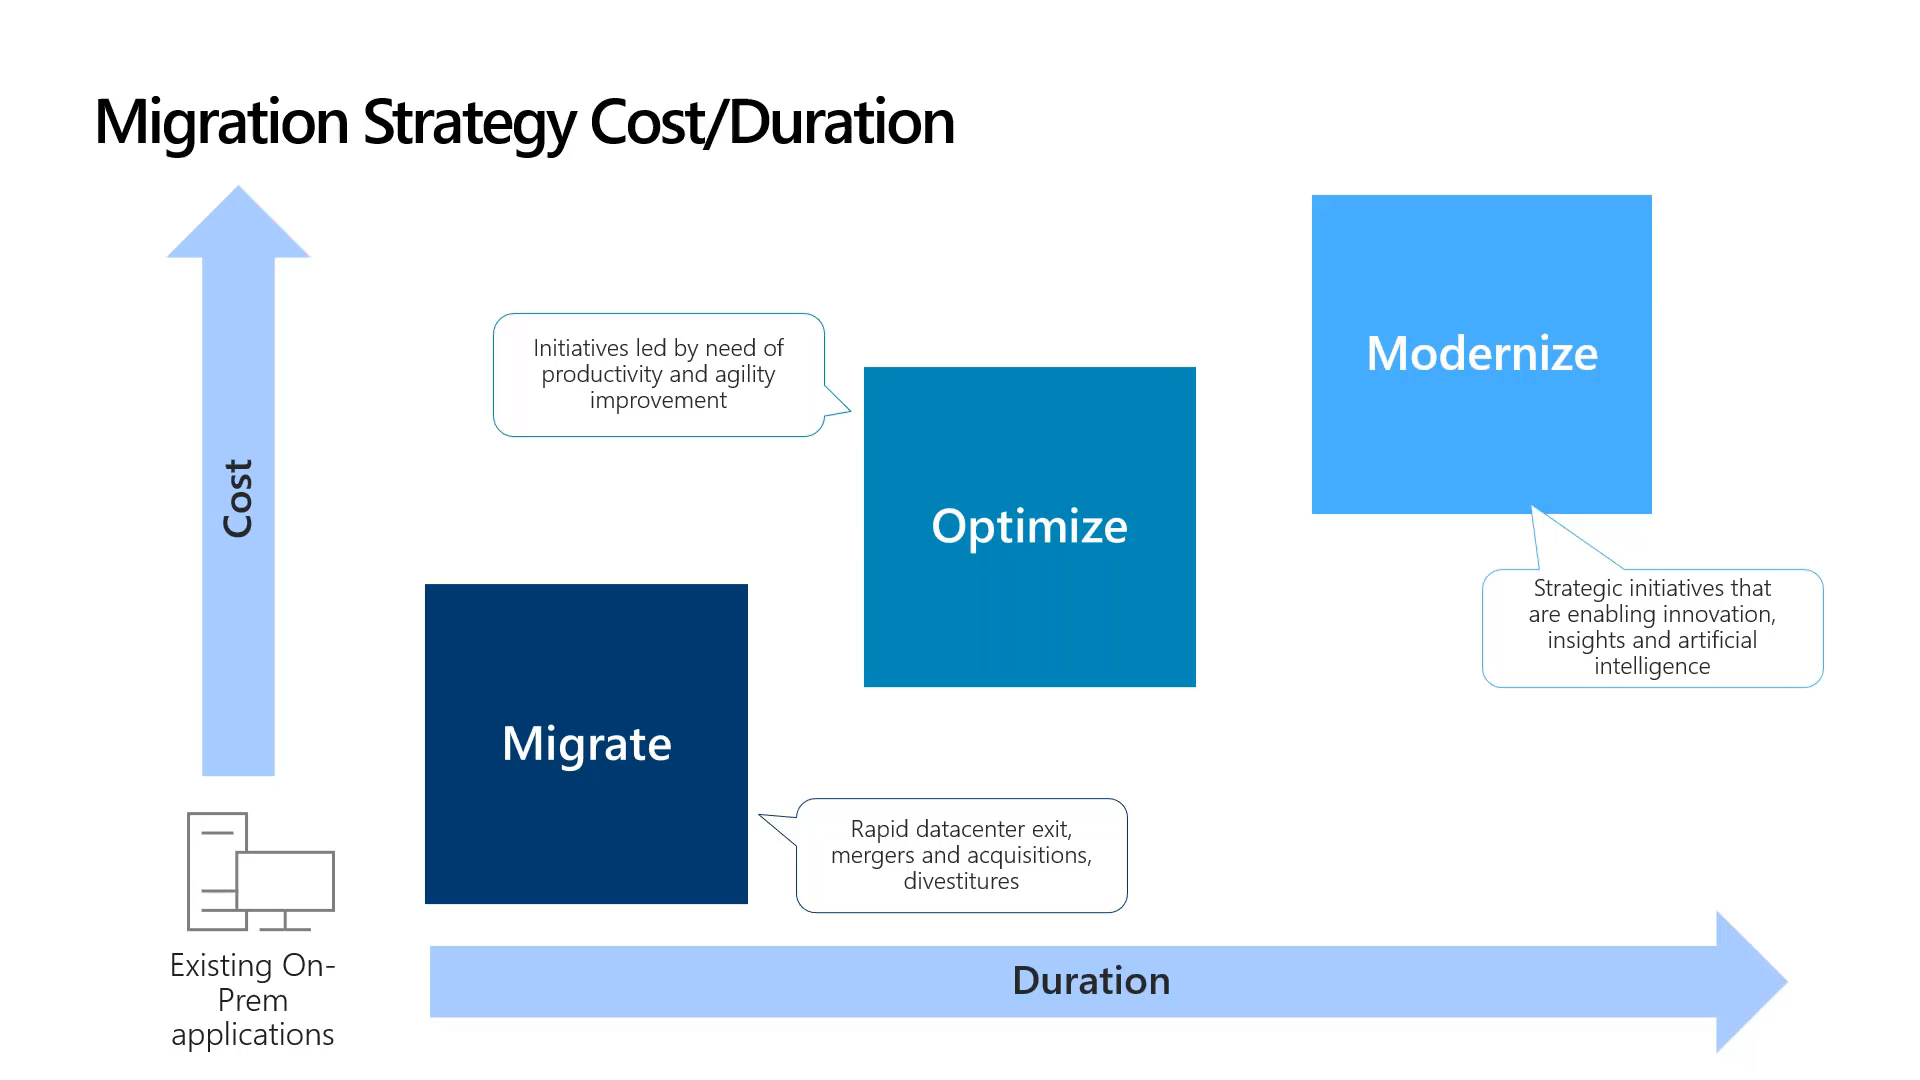 Migration Strategy Cost/Duration
Cost
Initiatives led by need of
productivity and agility
improvement
Modernize
Optimize
Strategic initiatives that
are enabling innovation,
insights and artificial
intelligence
Migrate
Rapid datacenter exit,
mergers and acquisitions,
divestitures
Existing On-
Prem
applications
Duration